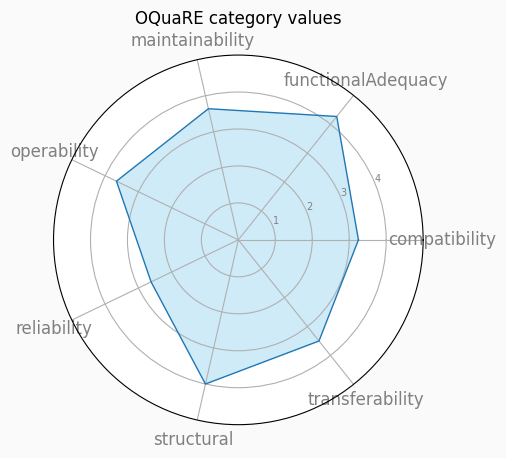 OQuaRE category values
maintainability
functionalAdequacy
operability
4
3
2
1
compatibility
reliability
transferability
structural